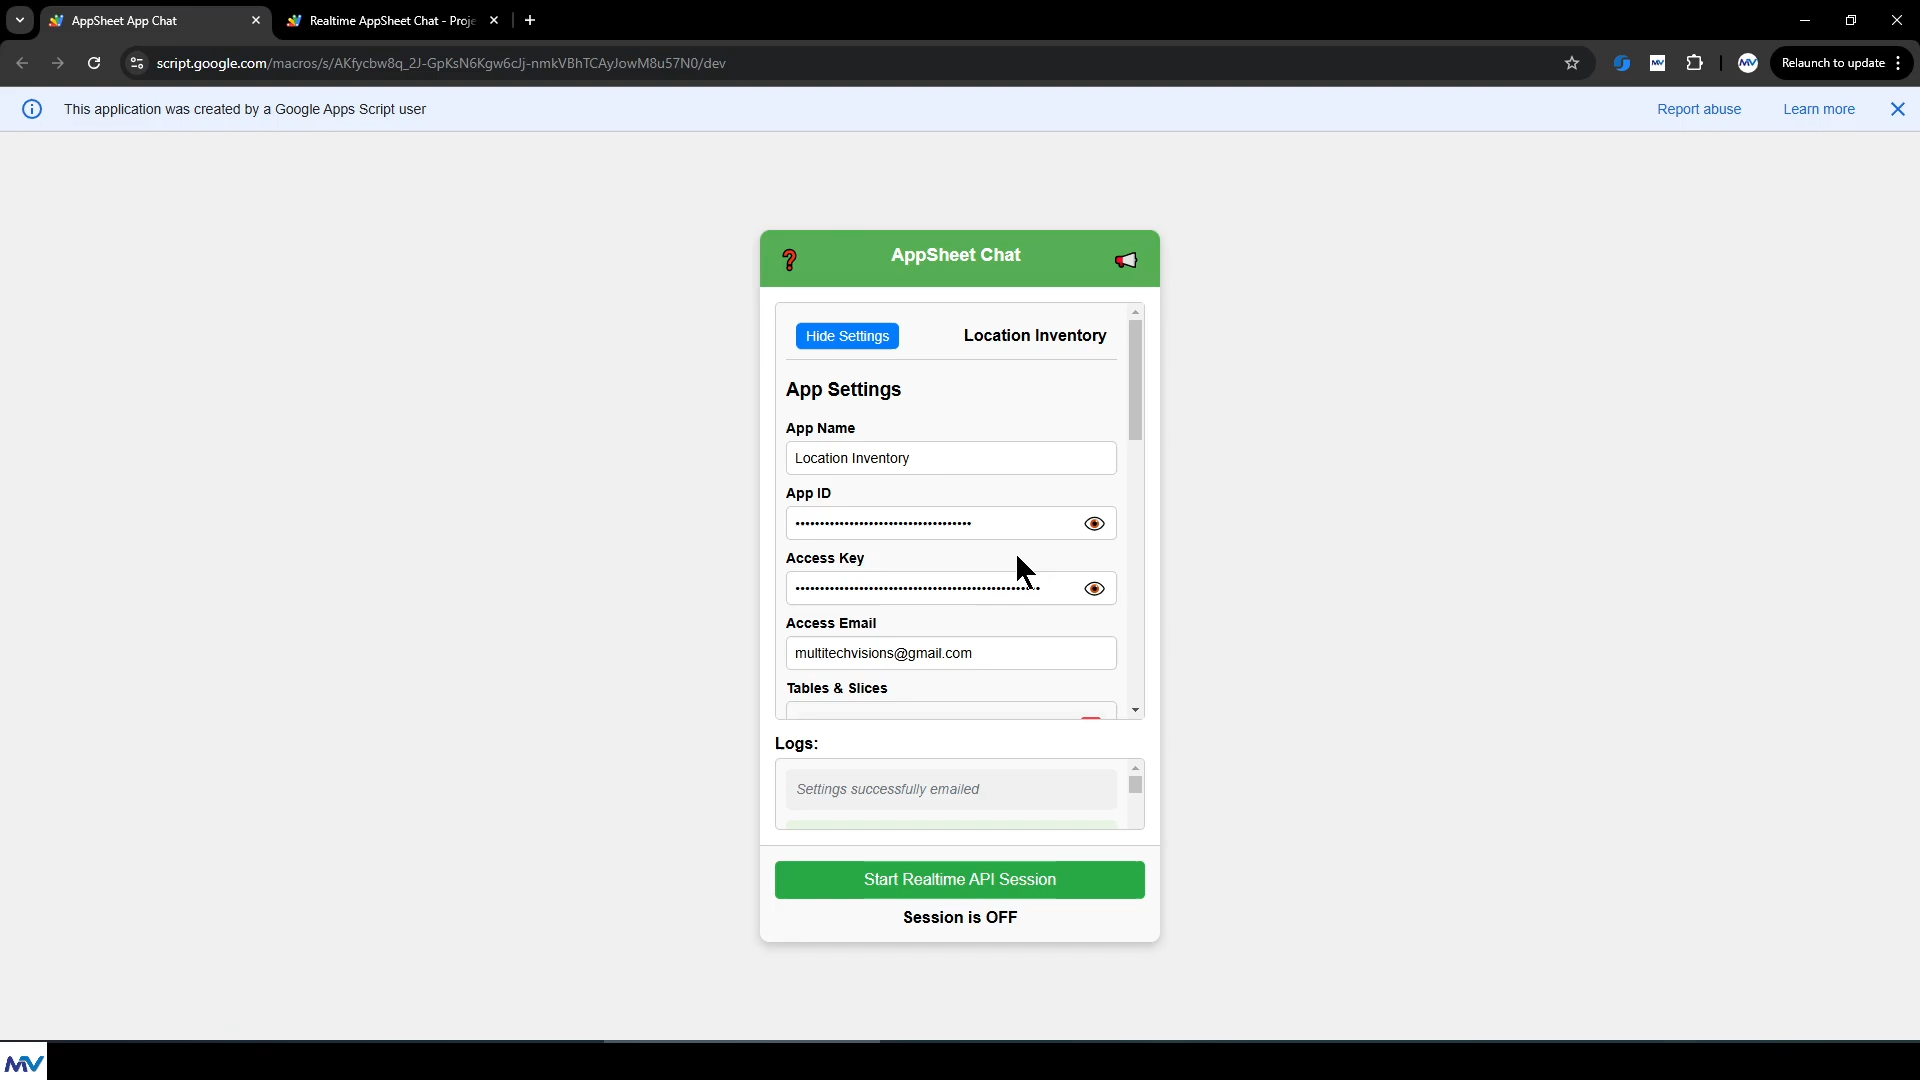 AppSheet App Chat
Realtime AppSheet Chat - Proje
script.google.com/macros/s/AKfycbw8q_2J-GpKsN6Kgw6cJj-nmkVBhTCAyJowM8u57N0/dev
MV
MV
Relaunch to update
This application was created by a Google Apps Script user
Report abuse
Learn more
AppSheet Chat
Hide Settings
Location Inventory
App Settings
App Name
Location Inventory
App ID
Access Key
Access Email
multitechvisions@gmail.com
Tables & Slices
Logs:
Settings successfully emailed
Start Realtime API Session
Session is OFF
MV